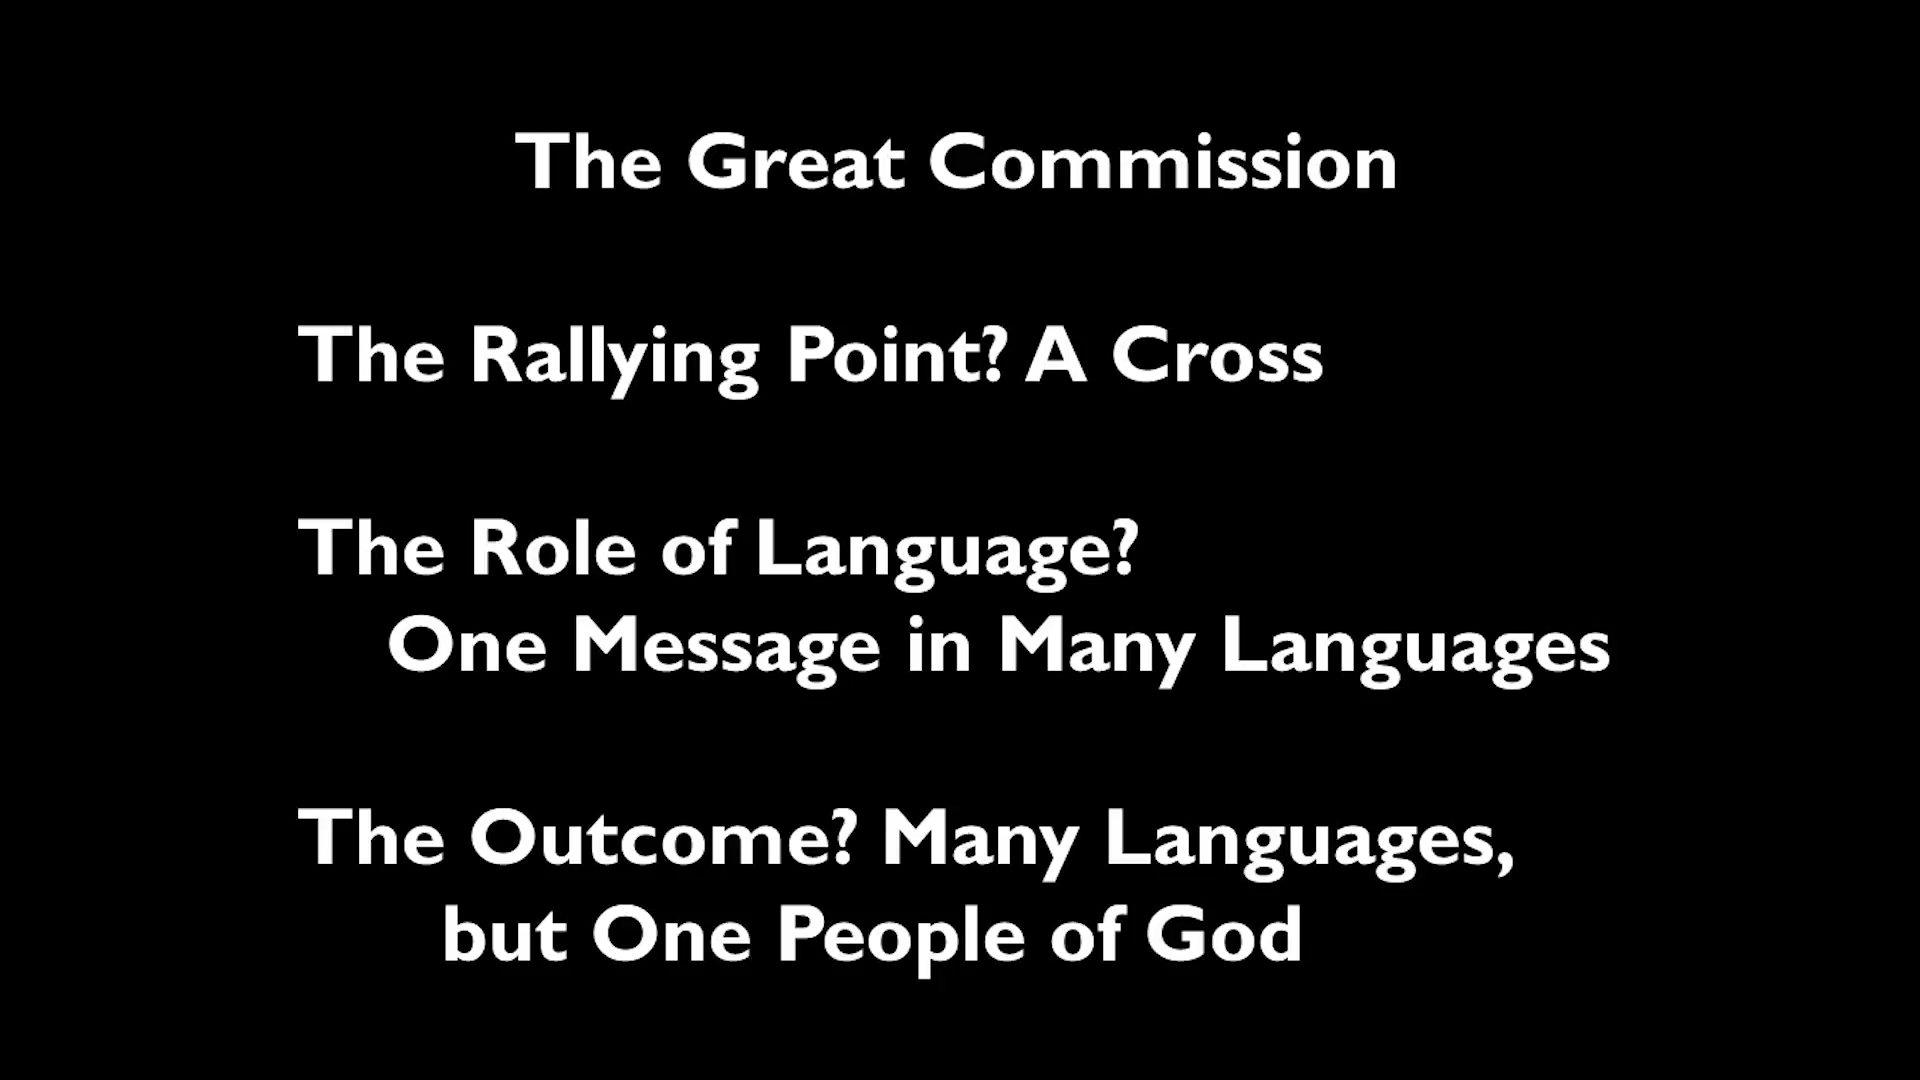 The Great Commission
The Rallying Point? A Cross
The Role of Language?
One Message in Many Languages
The Outcome? Many Languages,
but One People of God